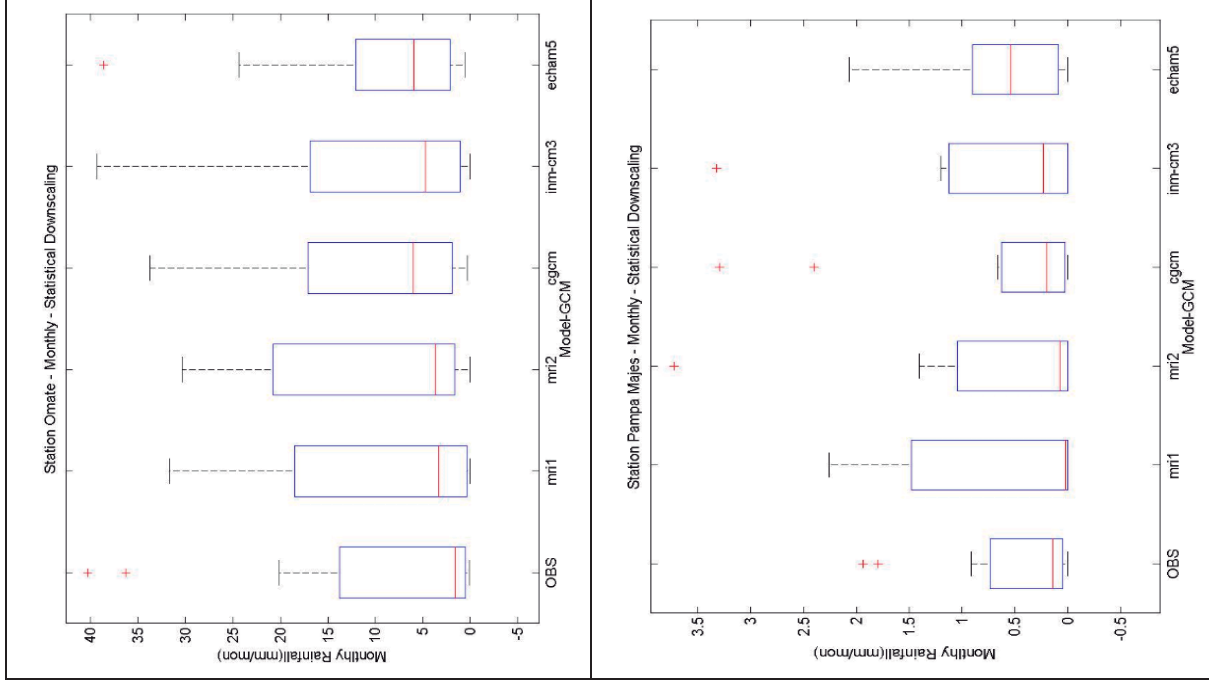 Station Omate - Monthly - Statistical Downscaling
Montlhy Rainfall(mm/mon)
40
35
30
25
20
15
10
5
0
-5
OBS
mri1
mri2
cgcm
inm-cm3
echam5
Model-GCM
Station Pampa Majes - Monthly - Statistical Downscaling
Montlhy Rainfall(mm/mon)
3.5
3
2.5
2
1.5
1
0.5
0
-0.5
OBS
mri1
mri2
cgcm
inm-cm3
echam5
Model-GCM